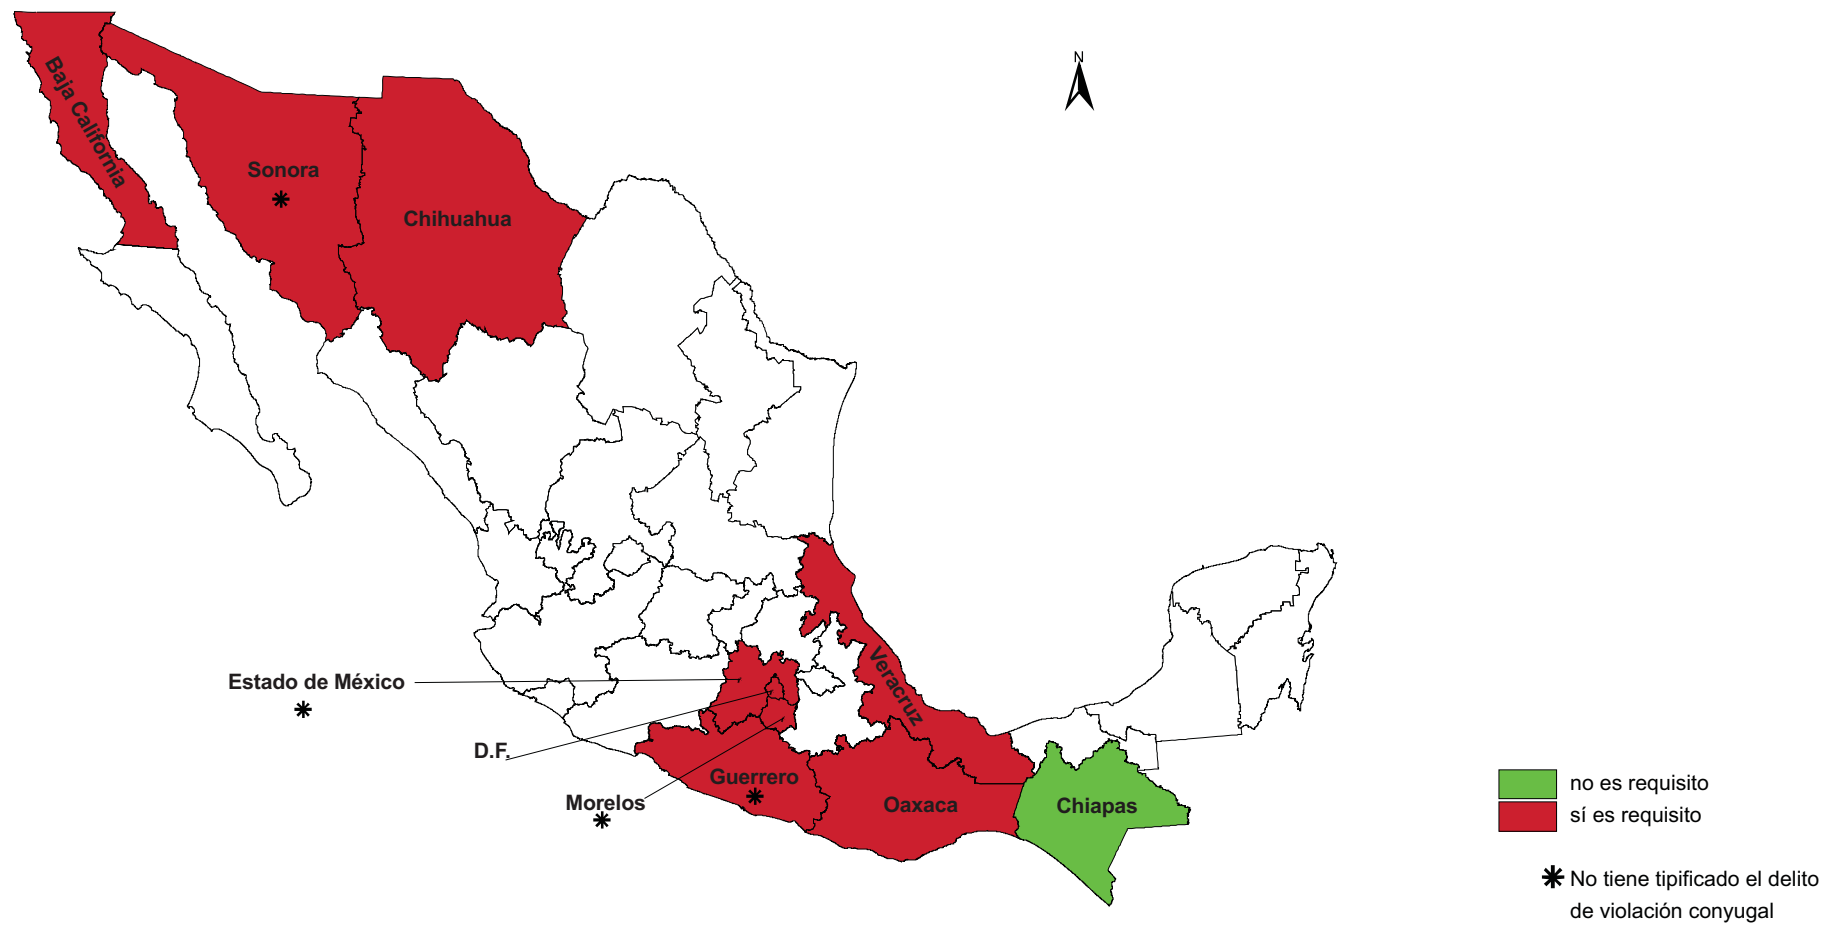 N
Baja California
Sonora
Chihuahua
Estado de México
Veracruz
D.F.
Guerrero
Morelos
Oaxaca
Chiapas
no es requisito
sí es requisito
No tiene tipificado el delito
de violación conyugal